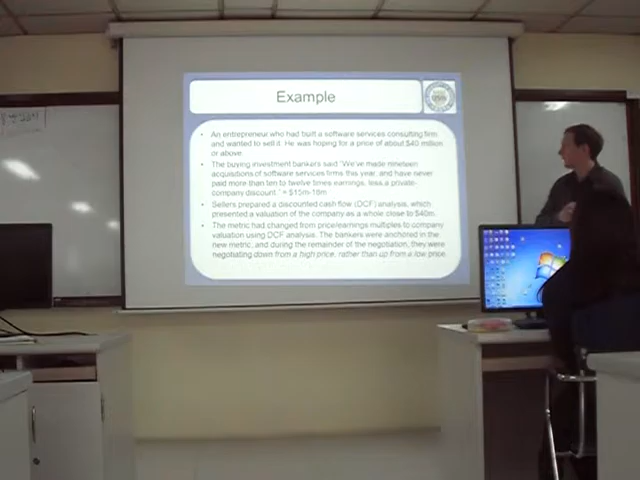 Example
• An entrepreneur who had built a software services consulting firm
and wanted to sell it. He was hoping for a price of about $40 million
or above.
• The buying investment bankers said "We've made nineteen
acquisitions of software services firms this year, and have never
paid more than ten to twelve times earnings, less a private-
company discount." = $15m-18m
• Sellers prepared a discounted cash flow (DCF) analysis, which
presented a valuation of the company as a whole close to $40m.
• The metric had changed from price/earnings multiples to company
valuation using DCF analysis. The bankers were anchored in the
new metric, and during the remainder of the negotiation, they were
negotiating down from a high price, rather than up from a low price.